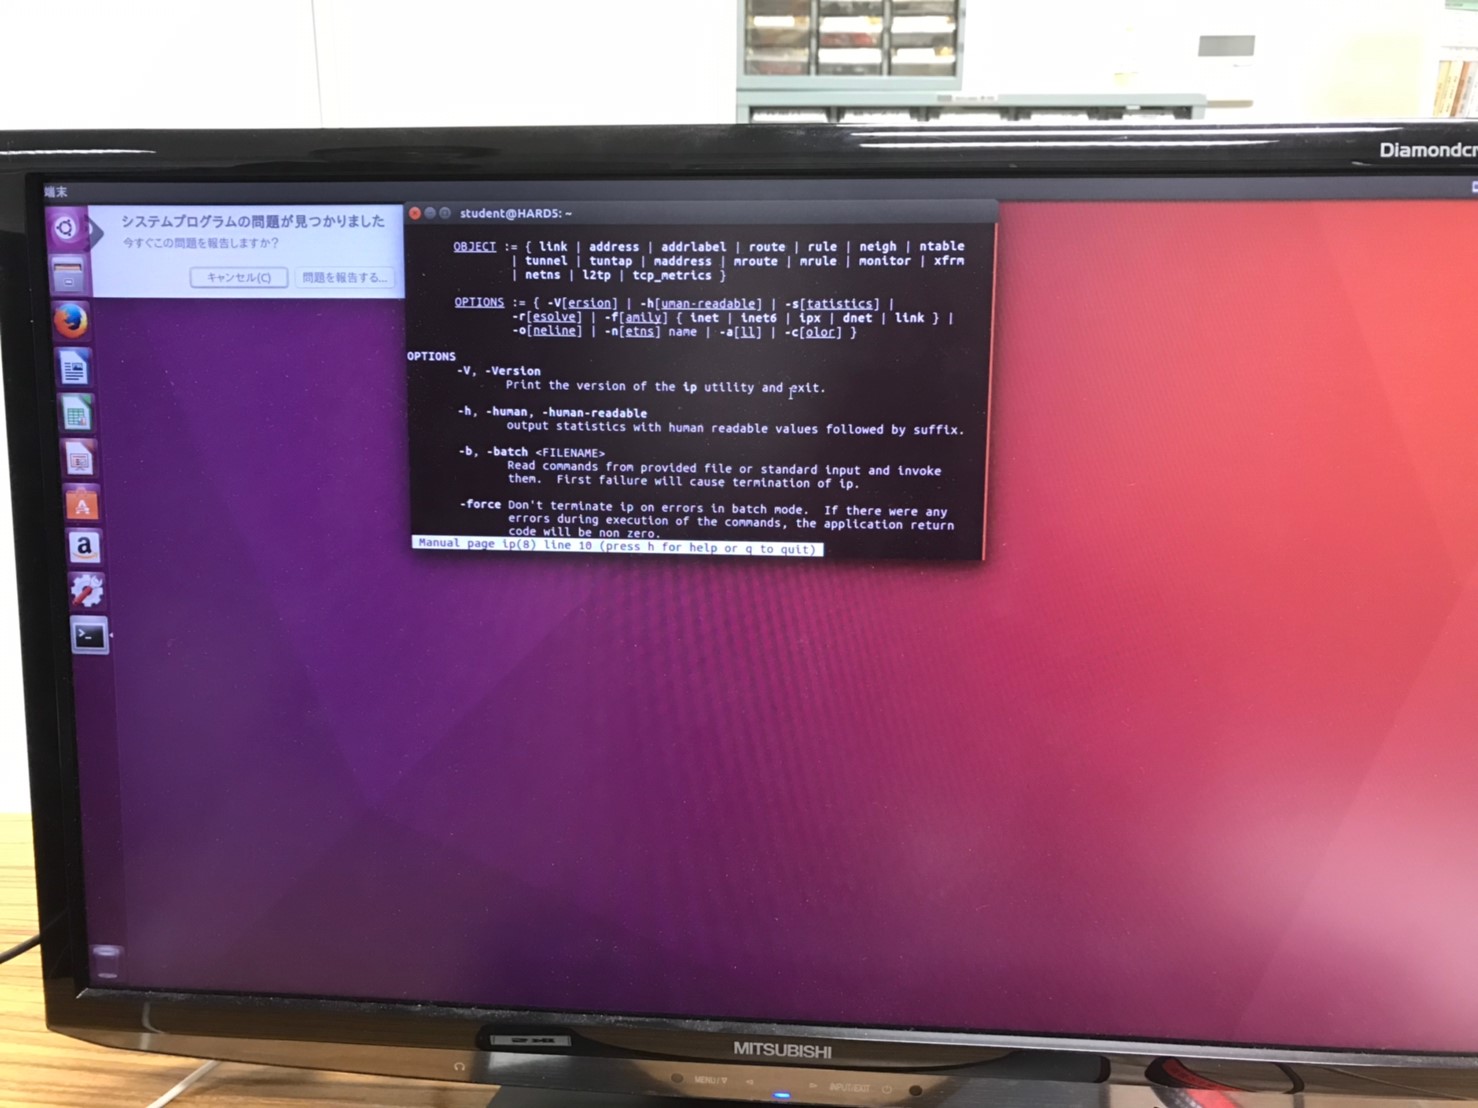 Diamondcr
端末
システムプログラムの問題が見つかりました
今すぐこの問題を報告しますか？
キャンセル(C)
問題を報告する...
student@HARD5: ~
OBJECT := { link | address | addrlabel | route | rule | neigh | ntable
| tunnel | tuntap | maddress | mroute | mrule | monitor | xfrm
| netns | l2tp | tcp_metrics }
OPTIONS := { -V[ersion] | -h[uman-readable] | -s[tatistics] |
-r[esolve] | -f[amily] { inet | inet6 | ipx | dnet | link } |
-o[neline] | -n[etns] name | -a[ll] | -c[olor] }
OPTIONS
-V, -Version
Print the version of the ip utility and exit.
-h, -human, -human-readable
output statistics with human readable values followed by suffix.
-b, -batch <FILENAME>
Read commands from provided file or standard input and invoke
them. First failure will cause termination of ip.
-force Don't terminate ip on errors in batch mode. If there were any
errors during execution of the commands, the application return
code will be non zero.
Manual page ip(8) line 10 (press h for help or q to quit)
MITSUBISHI
MENU/▽
INPUT/EXIT